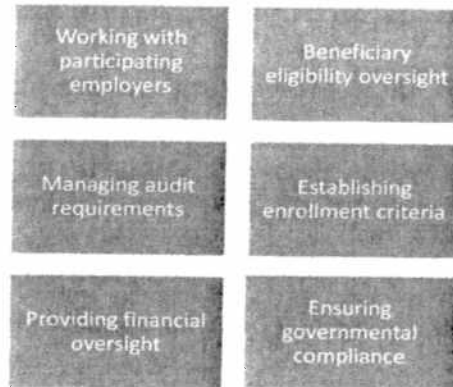 Working with
participating
employers
Beneficiary
eligibility oversight
Managing audit
requirements
Establishing
enrollment criteria
Providing financial
oversight
Ensuring
governmental
compliance